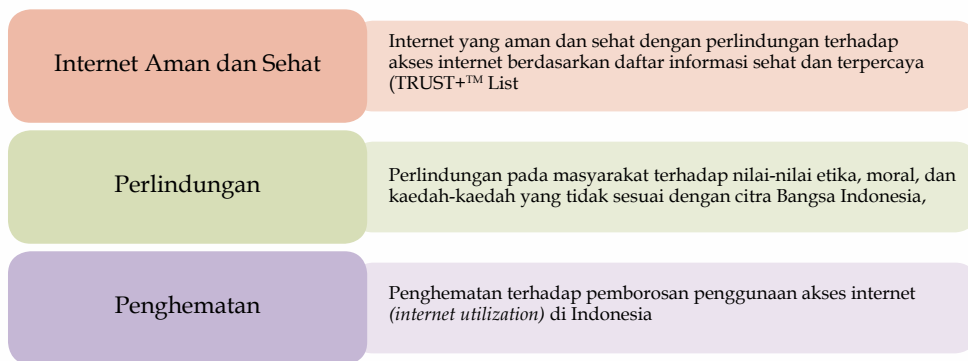 Internet Aman dan Sehat
Internet yang aman dan sehat dengan perlindungan terhadap
akses internet berdasarkan daftar informasi sehat dan terpercaya
(TRUST+™ List
Perlindungan
Perlindungan pada masyarakat terhadap nilai-nilai etika, moral, dan
kaedah-kaedah yang tidak sesuai dengan citra Bangsa Indonesia,
Penghematan
Penghematan terhadap pemborosan penggunaan akses internet
(internet utilization) di Indonesia